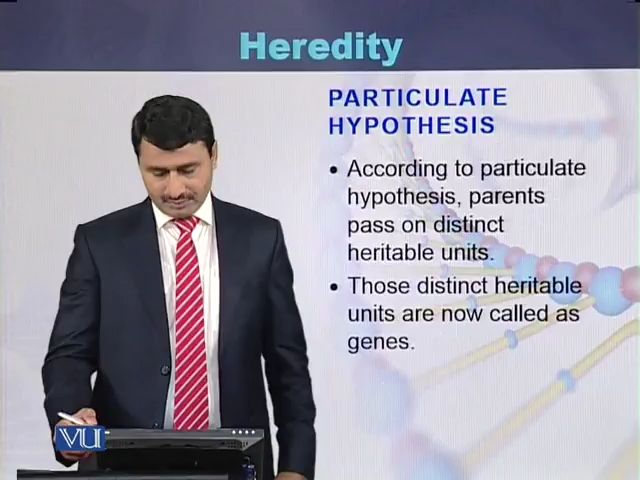 Heredity
PARTICULATE
HYPOTHESIS
• According to particulate
hypothesis, parents
pass on distinct
heritable units.
• Those distinct heritable
units are now called as
genes.
VU